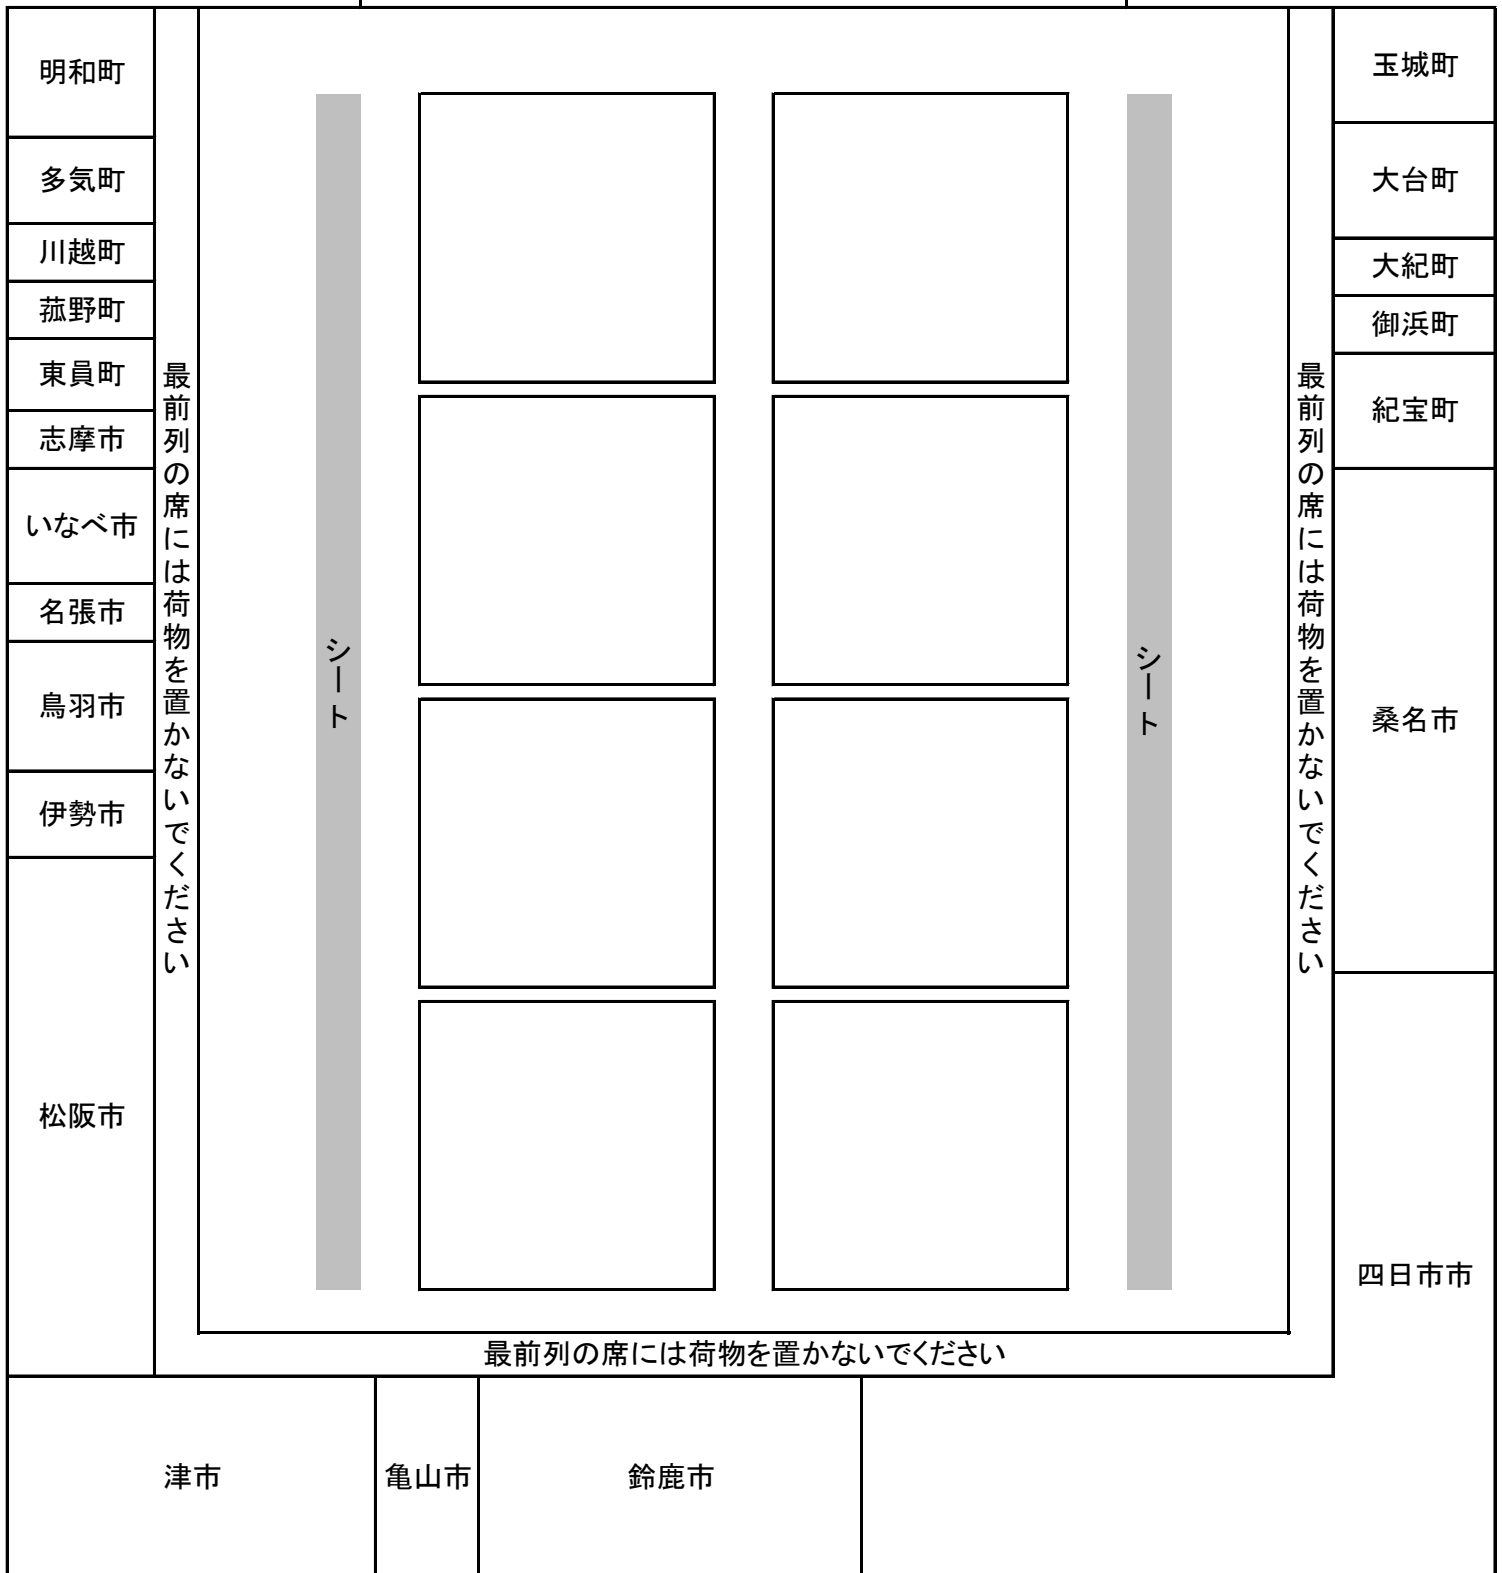 明和町
多気町
川越町
菰野町
東員町
志摩市
いなべ市
名張市
鳥羽市
伊勢市
松阪市
最前列の席には荷物を置かないでください
シート
シート
最前列の席には荷物を置かないでください
玉城町
大台町
大紀町
御浜町
紀宝町
桑名市
四日市市
最前列の席には荷物を置かないでください
津市
亀山市
鈴鹿市